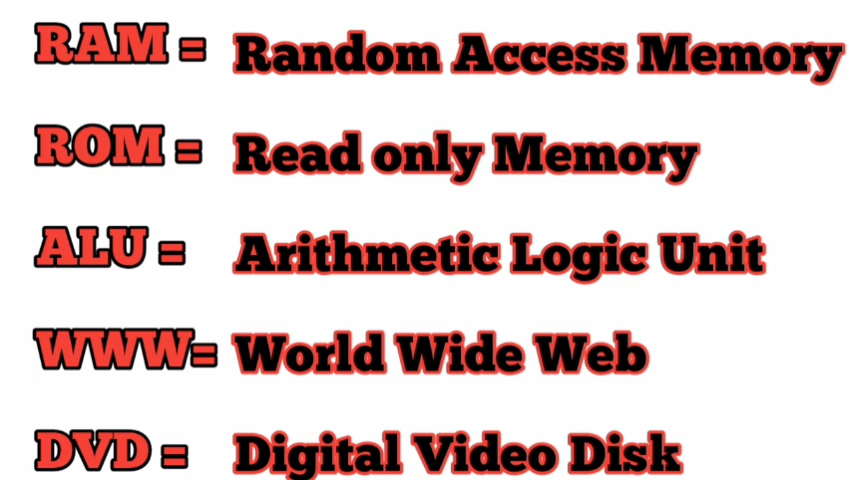 RAM = Random Access Memory
ROM = Read only Memory
ALU = Arithmetic Logic Unit
WWW= World Wide Web
DVD = Digital Video Disk